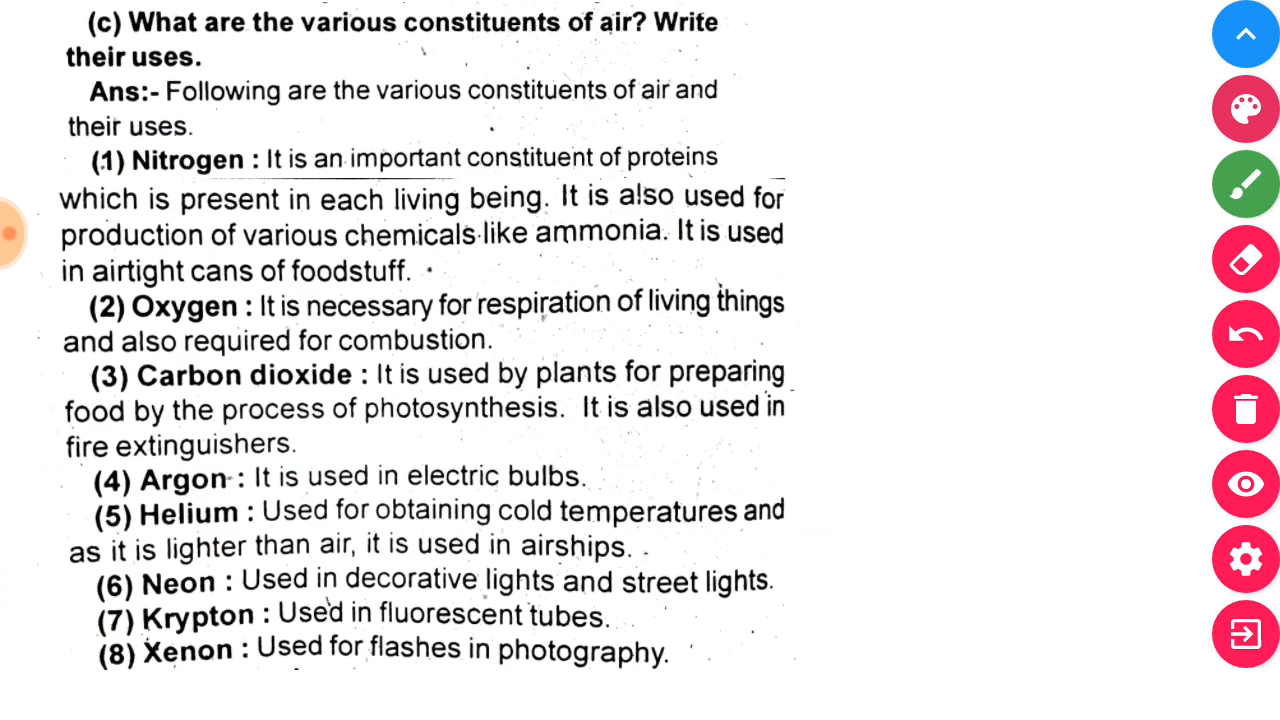 (c) What are the various constituents of air? Write
their uses.
Ans:- Following are the various constituents of air and
their uses.
(1) Nitrogen : It is an important constituent of proteins
which is present in each living being. It is also used for
production of various chemicals like ammonia. It is used
in airtight cans of foodstuff.
(2) Oxygen : It is necessary for respiration of living things
and also required for combustion.
(3) Carbon dioxide : It is used by plants for preparing
food by the process of photosynthesis. It is also used in
fire extinguishers.
(4) Argon : It is used in electric bulbs.
(5) Helium : Used for obtaining cold temperatures and
as it is lighter than air, it is used in airships.
(6) Neon : Used in decorative lights and street lights.
(7) Krypton : Used in fluorescent tubes.
(8) Xenon : Used for flashes in photography.